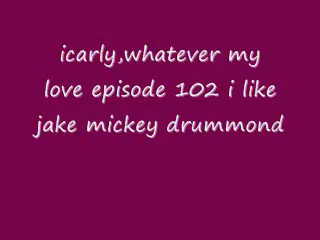 icarly,whatever my
love episode 102 i like
jake mickey drummond